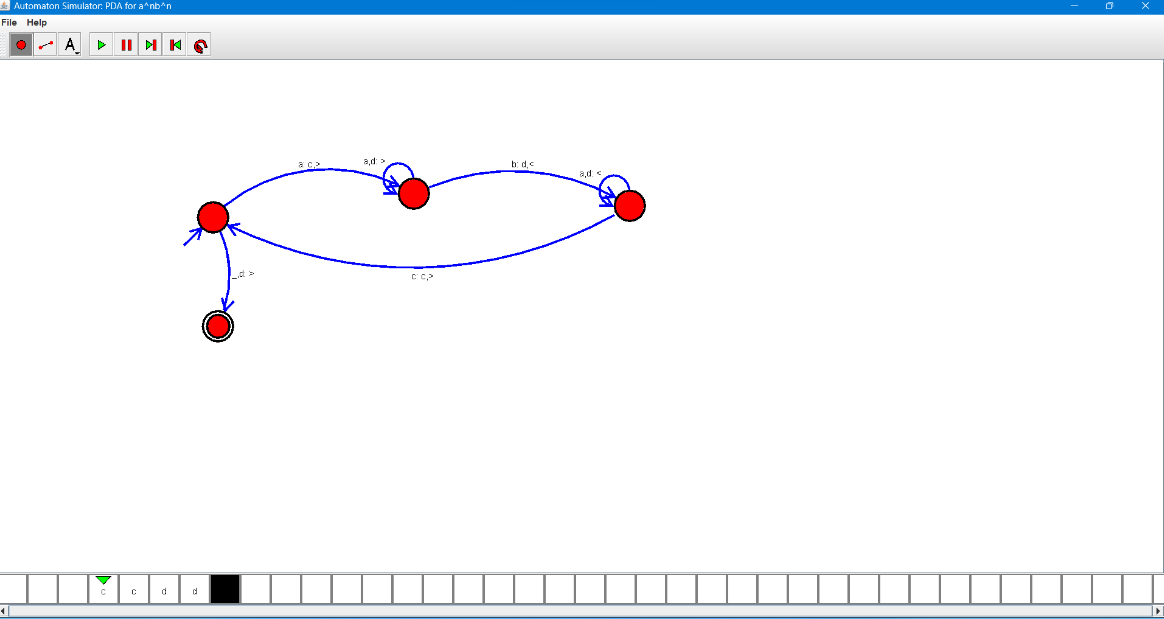 Automaton Simulator: PDA for a^nb^n
File Help
A
a: c,>
a,d: >
b: d,<
a,d: <
_,d: >
c: c,>
c c d d